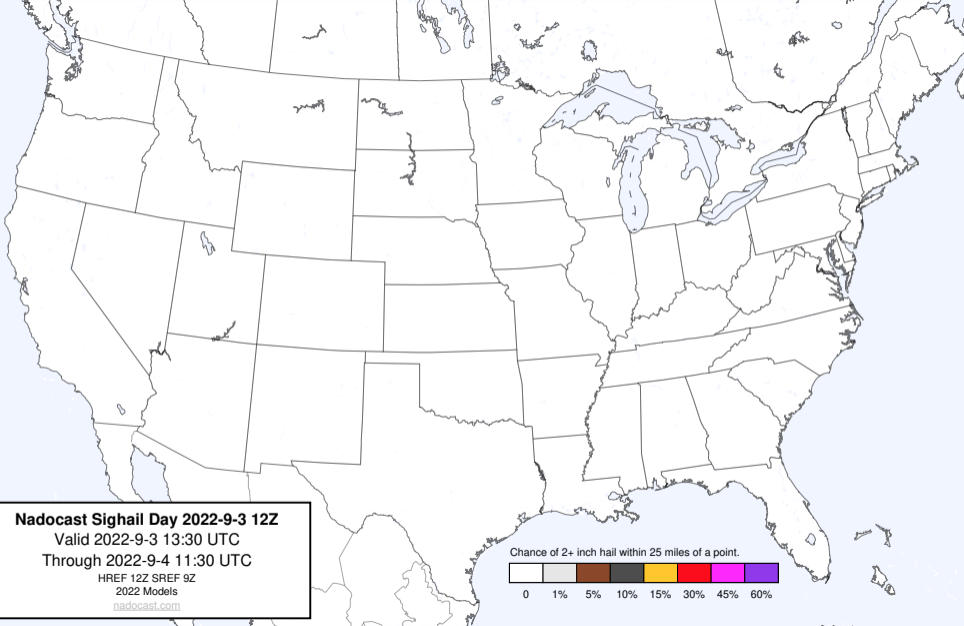 Nadocast Sighail Day 2022-9-3 12Z
Valid 2022-9-3 13:30 UTC
Through 2022-9-4 11:30 UTC
HREF 12Z SREF 9Z
2022 Models
nadocast.com
Chance of 2+ inch hail within 25 miles of a point.
0 1% 5% 10% 15% 30% 45% 60%